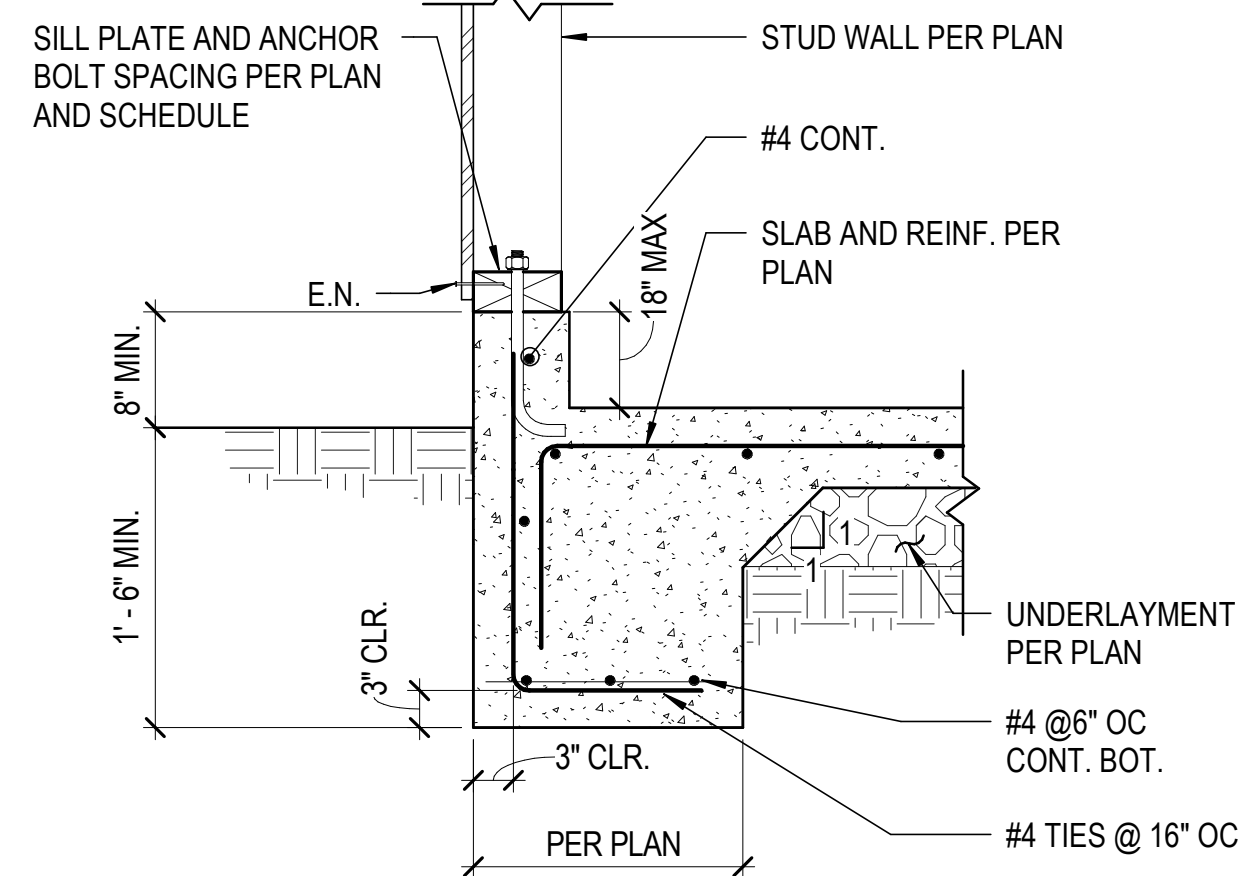 SILL PLATE AND ANCHOR
BOLT SPACING PER PLAN
AND SCHEDULE
STUD WALL PER PLAN
#4 CONT.
SLAB AND REINF. PER
PLAN
18" MAX
E.N.
8" MIN.
1' - 6" MIN.
3" CLR.
3" CLR.
1
1
UNDERLAYMENT
PER PLAN
#4 @6" OC
CONT. BOT.
#4 TIES @ 16" OC
PER PLAN